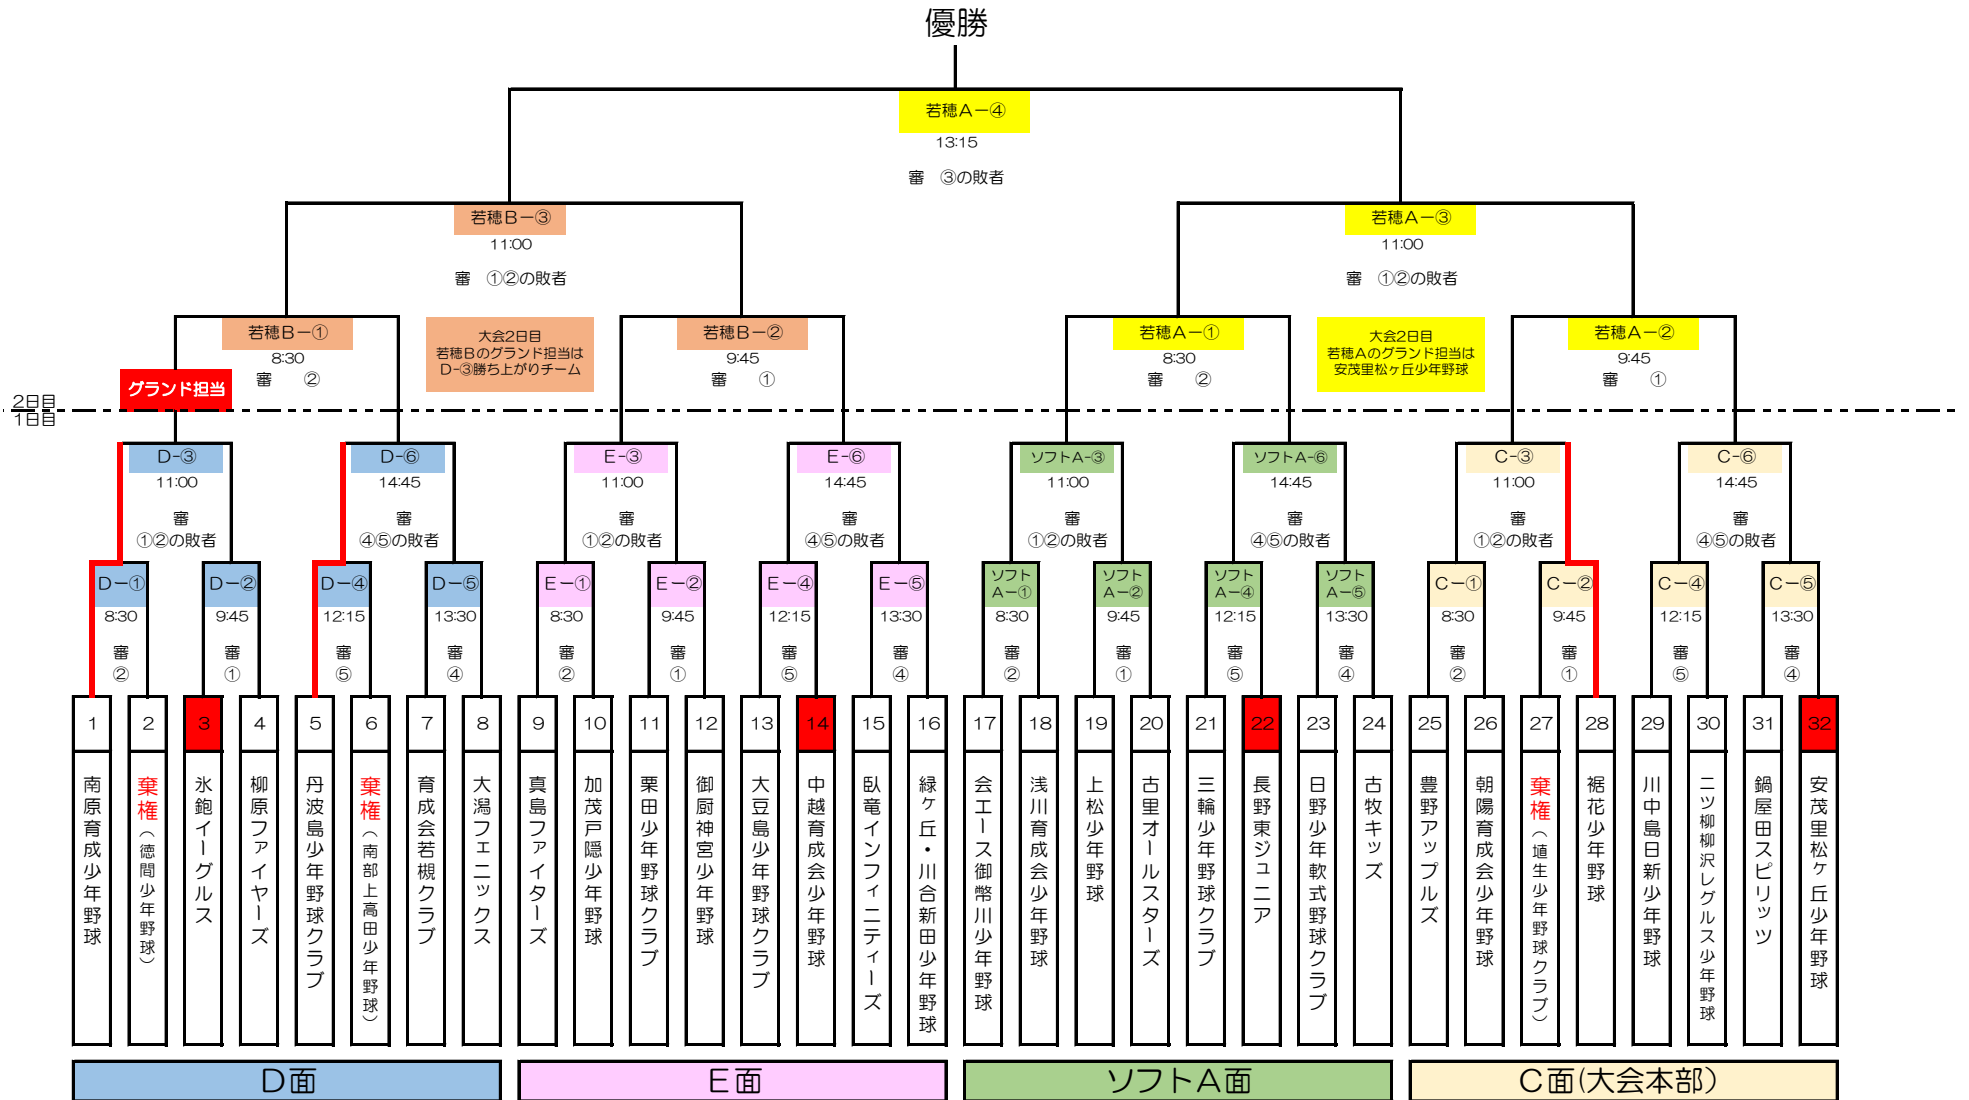 優勝
若穂A－④
13:15
審　③の敗者
若穂B－③
11:00
審　①②の敗者
若穂A－③
11:00
審　①②の敗者
若穂B－①
8:30
審　②
大会2日目
若穂Bのグランド担当は
D-③勝ち上がりチーム
若穂B－②
9:45
審　①
若穂A－①
8:30
審　②
大会2日目
若穂Aのグランド担当は
安茂里松ヶ丘少年野球
若穂A－②
9:45
審　①
グランド担当
2日目
1日目
D-③
11:00
審
①②の敗者
D-⑥
14:45
審
④⑤の敗者
E-③
11:00
審
①②の敗者
E-⑥
14:45
審
④⑤の敗者
ソフトA-③
11:00
審
①②の敗者
ソフトA-⑥
14:45
審
④⑤の敗者
C-③
11:00
審
①②の敗者
C-⑥
14:45
審
④⑤の敗者
D－①
8:30
審
②
D－②
9:45
審
①
D－④
12:15
審
⑤
D－⑤
13:30
審
④
E－①
8:30
審
②
E－②
9:45
審
①
E－④
12:15
審
⑤
E－⑤
13:30
審
④
ソフト
A－①
8:30
審
②
ソフト
A－②
9:45
審
①
ソフト
A－④
12:15
審
⑤
ソフト
A－⑤
13:30
審
④
C－①
8:30
審
②
C－②
9:45
審
①
C－④
12:15
審
⑤
C－⑤
13:30
審
④
1
南原育成少年野球
2
棄権（徳間少年野球）
3
氷鉋イーグルス
4
柳原ファイヤーズ
5
丹波島少年野球クラブ
6
棄権（南部上高田少年野球）
7
育成会若槻クラブ
8
大潟フェニックス
9
真島ファイターズ
10
加茂戸隠少年野球
11
栗田少年野球クラブ
12
御厨神宮少年野球
13
大豆島少年野球クラブ
14
中越育成会少年野球
15
臥竜インフィニティーズ
16
緑ヶ丘・川合新田少年野球
17
会エース御幣川少年野球
18
浅川育成会少年野球
19
上松少年野球
20
古里オールスターズ
21
三輪少年野球クラブ
22
長野東ジュニア
23
日野少年軟式野球クラブ
24
古牧キッズ
25
豊野アップルズ
26
朝陽育成会少年野球
27
棄権（埴生少年野球クラブ）
28
裾花少年野球
29
川中島日新少年野球
30
二ツ柳柳沢レグルス少年野球
31
鍋屋田スピリッツ
32
安茂里松ヶ丘少年野球
D面
E面
ソフトA面
C面(大会本部）